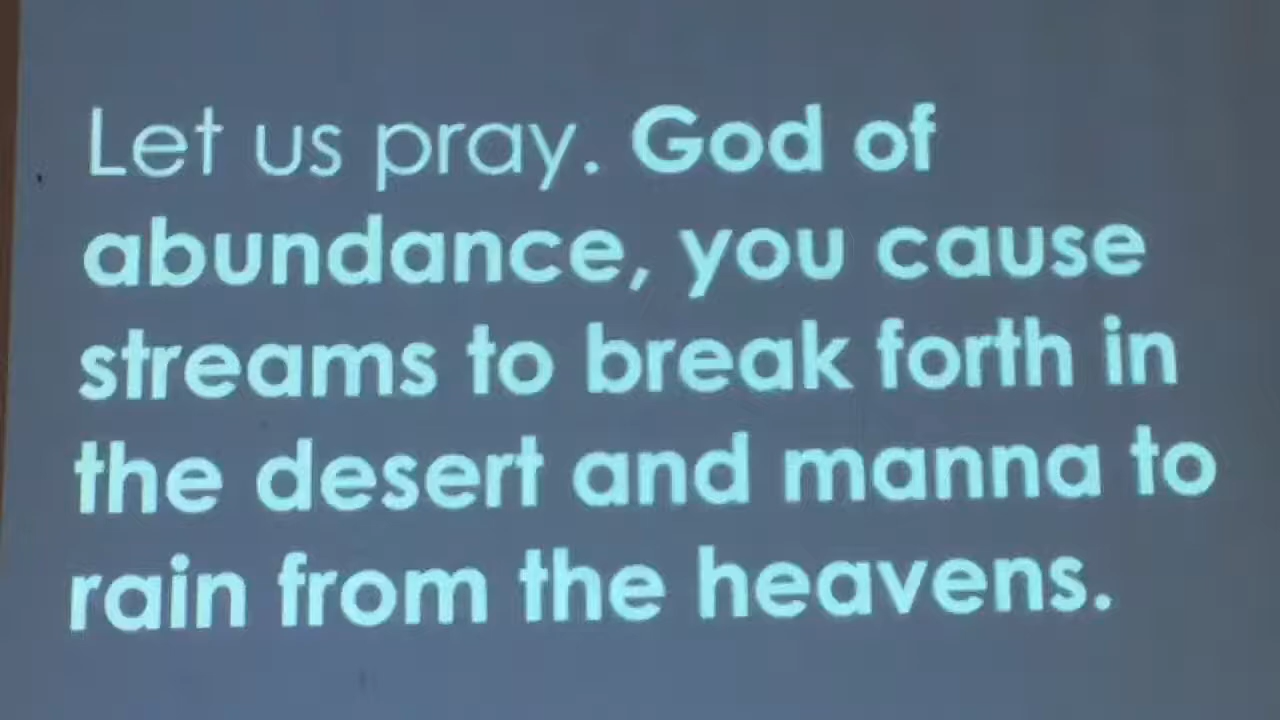 Let us pray. God of
abundance, you cause
streams to break forth in
the desert and manna to
rain from the heavens.